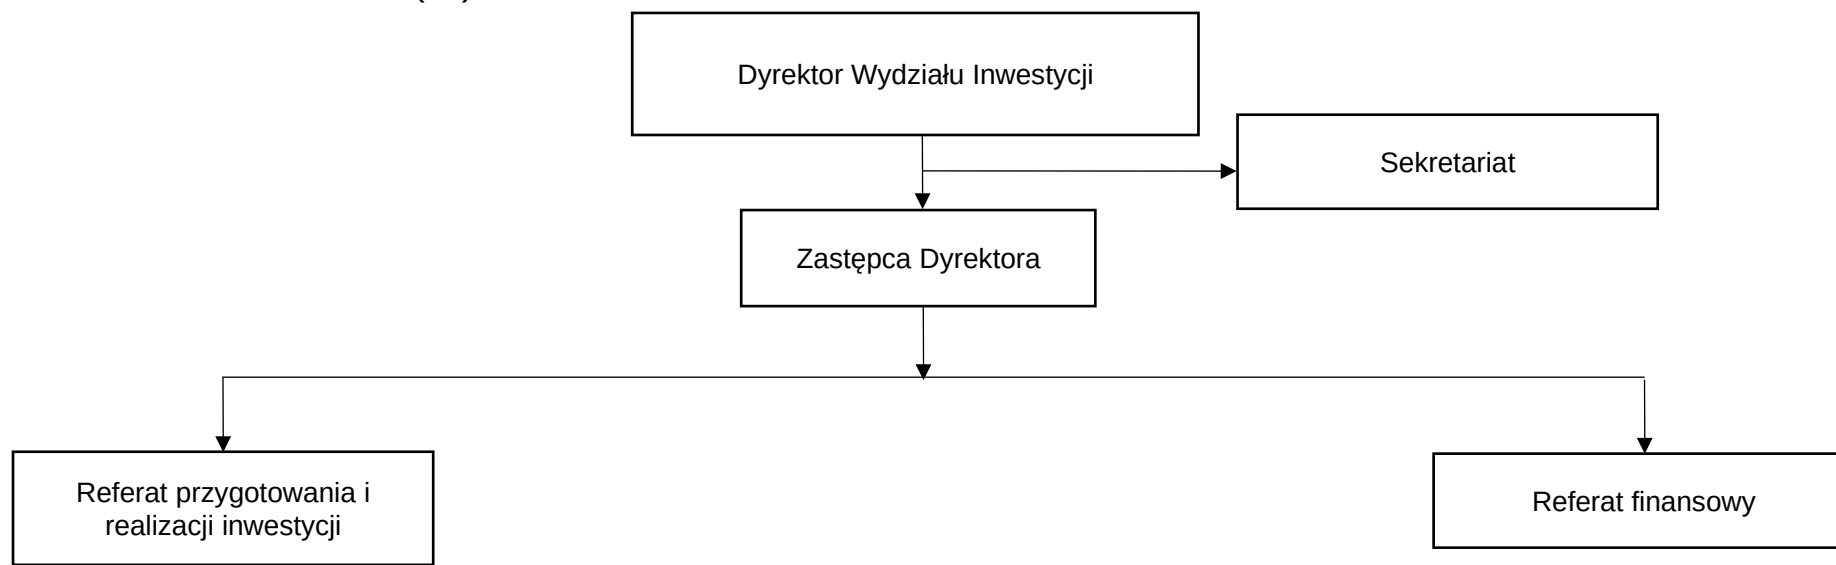 Dyrektor Wydziału Inwestycji
Sekretariat
Zastępca Dyrektora
Referat przygotowania i
realizacji inwestycji
Referat finansowy